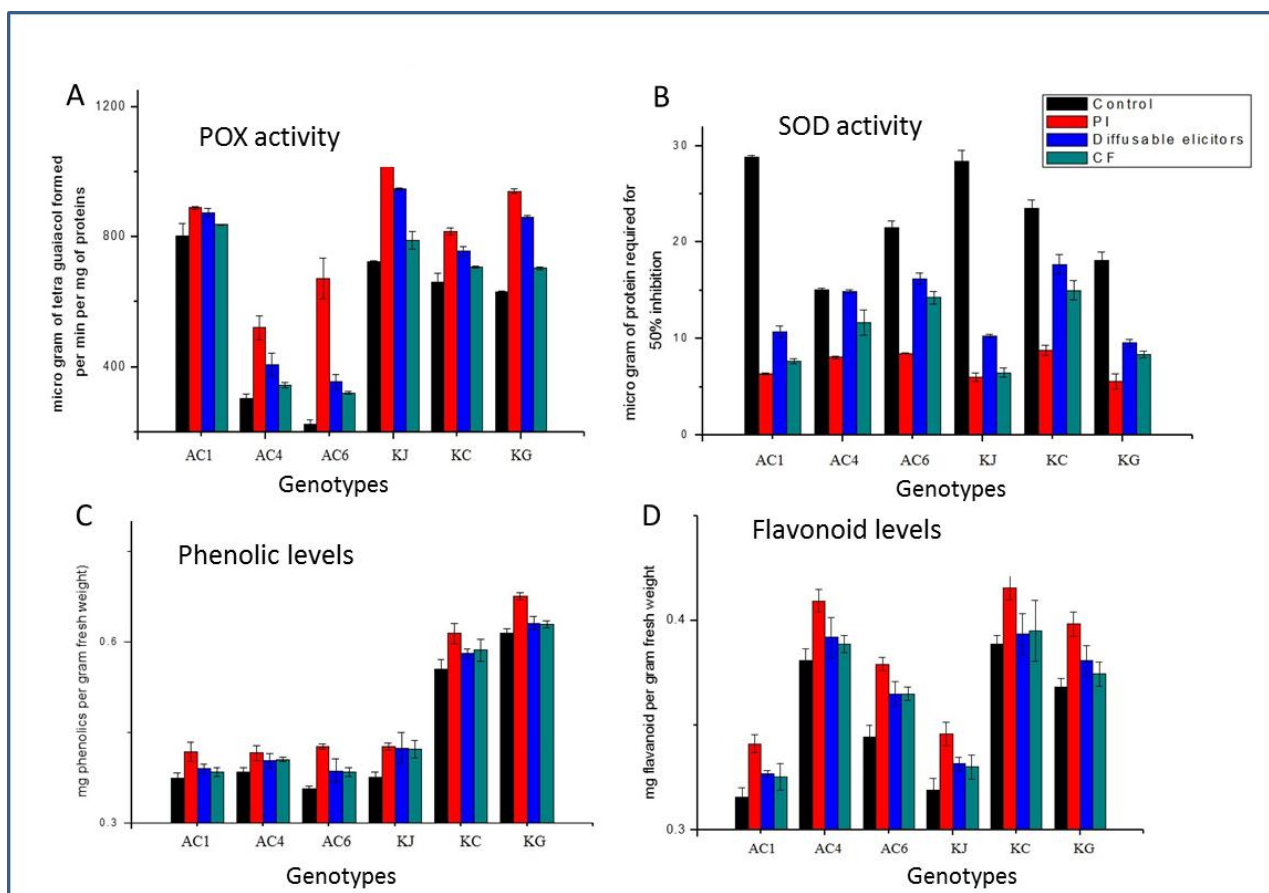 A
POX activity
micro gram of tetra guaiacol formed
per min per mg of proteins
1200
800
400
AC1 AC4 AC6 KJ KC KG
Genotypes
B
SOD activity
Control
PI
Diffusable elicitors
CF
micro gram of protein required for
50% inhibition
30
20
10
0
AC1 AC4 AC6 KJ KC KG
Genotypes
C
Phenolic levels
mg phenolics per gram fresh weight)
0.6
0.3
AC1 AC4 AC6 KJ KC KG
Genotypes
D
Flavonoid levels
mg flavanoid per gram fresh weight
0.4
0.3
AC1 AC4 AC6 KJ KC KG
Genotypes